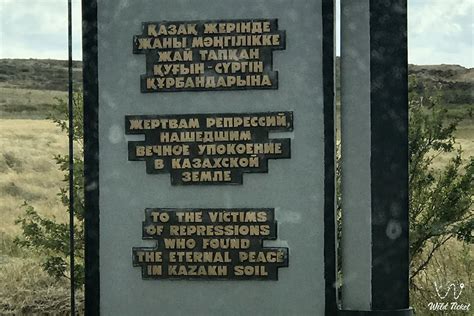 ҚАЗАҚ ЖЕРІНДЕ
ЖАНЫ МӘҢГІЛІККЕ
ЖАЙ ТАПҚАН
ҚУҒЫН-СҮРГІН
ҚҰРБАНДАРЫНА
ЖЕРТВАМ РЕПРЕССИЙ,
НАШЕДШИМ
ВЕЧНОЕ УПОКОЕНИЕ
В КАЗАХСКОЙ
ЗЕМЛЕ
TO THE VICTIMS
OF REPRESSIONS
WHO FOUND
THE ETERNAL PEACE
IN KAZAKH SOIL
Wild Ticket